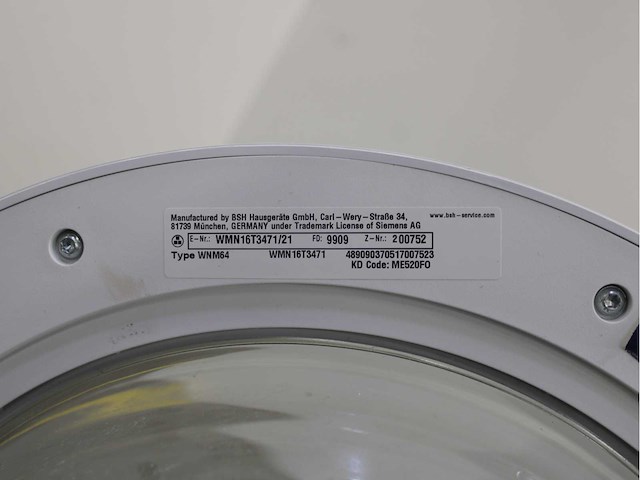 Manufactured by BSH Hausgeräte GmbH, Carl-Wery-Straße 34,
www.bsh-service.com
81739 München, GERMANY under Trademark License of Siemens AG
E-Nr.: WMN16T3471/21 FD: 9909 Z-Nr.: 200752
Type WNM64 WMN16T3471 489090370517007523
KD Code: ME520FO